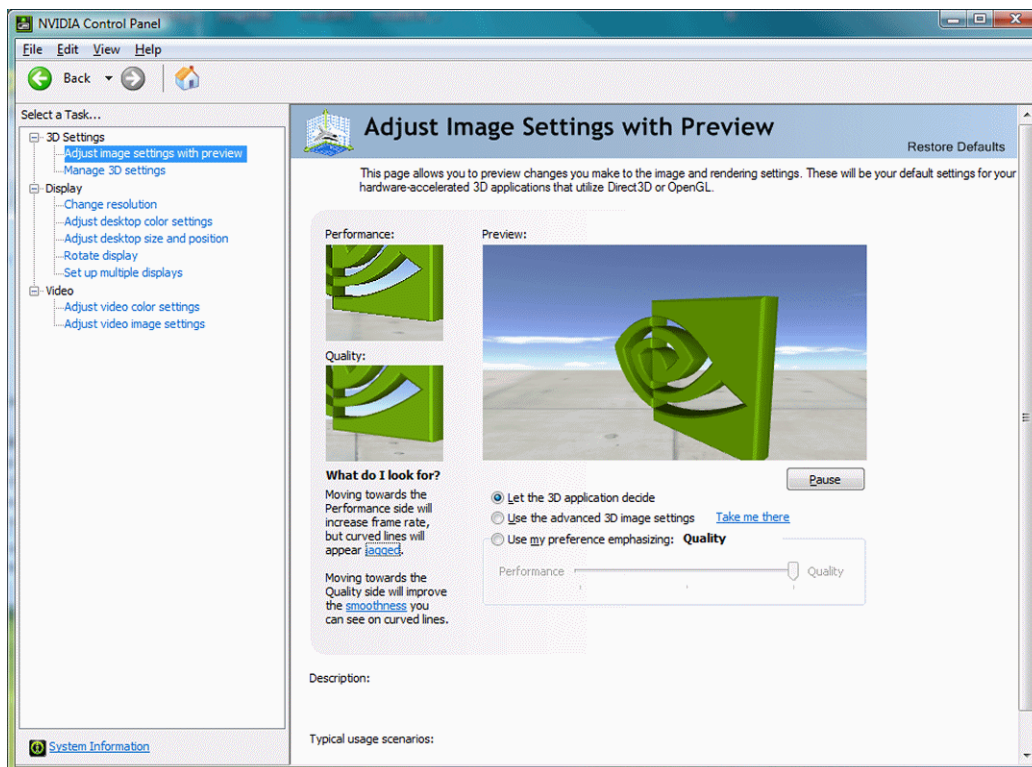 NVIDIA Control Panel
File Edit View Help
Back
Select a Task...
3D Settings
Adjust image settings with preview
Manage 3D settings
Display
Change resolution
Adjust desktop color settings
Adjust desktop size and position
Rotate display
Set up multiple displays
Video
Adjust video color settings
Adjust video image settings
System Information
Adjust Image Settings with Preview
Restore Defaults
This page allows you to preview changes you make to the image and rendering settings. These will be your default settings for your
hardware-accelerated 3D applications that utilize Direct3D or OpenGL.
Performance:
Quality:
What do I look for?
Moving towards the
Performance side will
increase frame rate,
but curved lines will
appear jagged.
Moving towards the
Quality side will improve
the smoothness you
can see on curved lines.
Preview:
Pause
Let the 3D application decide
Use the advanced 3D image settings Take me there
Use my preference emphasizing: Quality
Performance Quality
Description:
Typical usage scenarios: